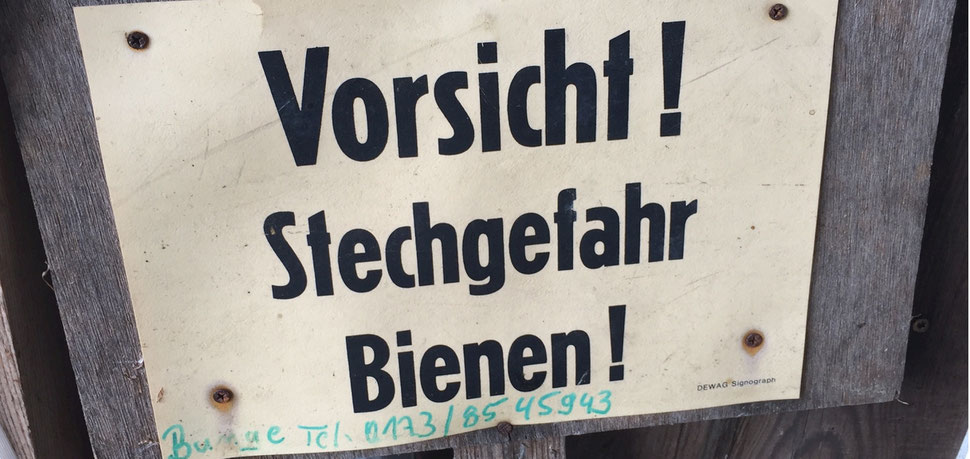 Vorsicht!
Stechgefahr
Bienen!
DEWAG Signograph
Tel. 0173/85 45943